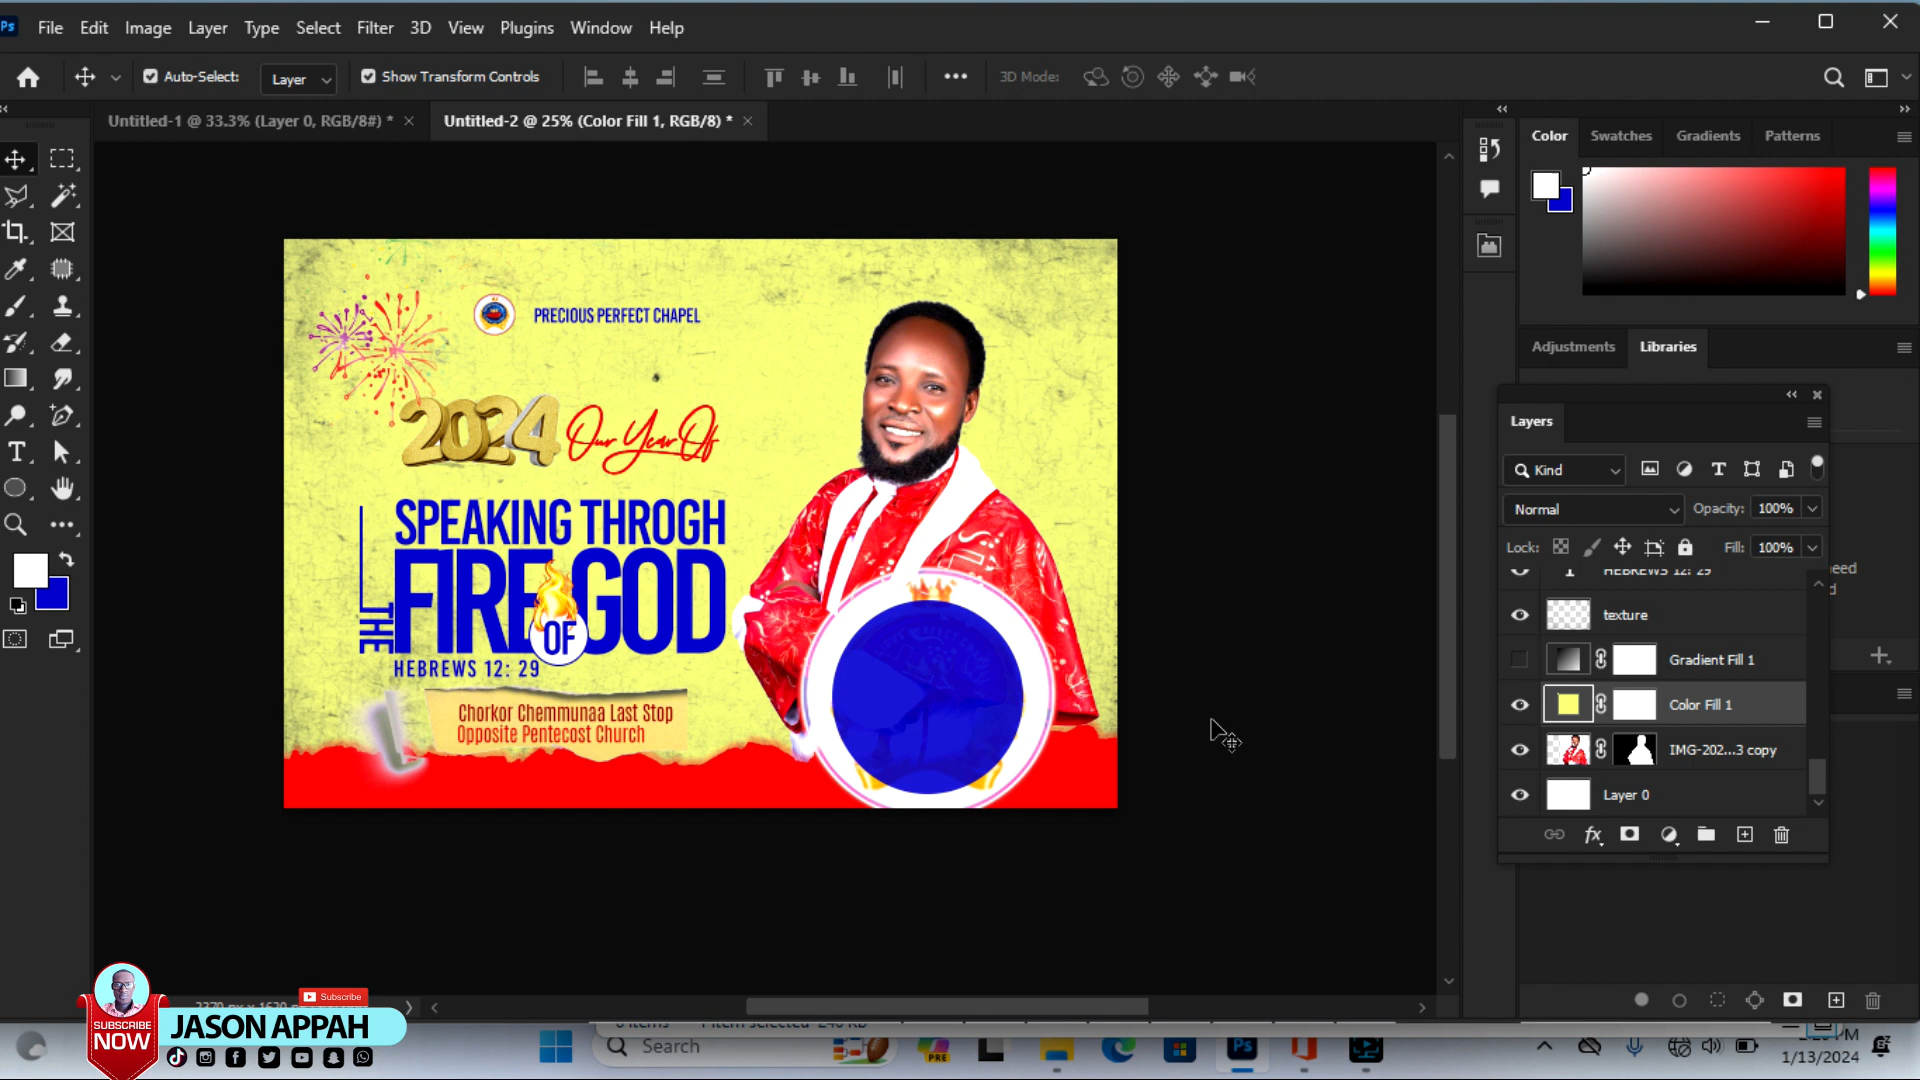 Ps File Edit Image Layer Type Select Filter 3D View Plugins Window Help
Auto-Select: Layer Show Transform Controls 3D Mode:
Untitled-1 @ 33.3% (Layer 0, RGB/8#) * Untitled-2 @ 25% (Color Fill 1, RGB/8) *
Color Swatches Gradients Patterns
Adjustments Libraries
Layers
Kind
Normal Opacity: 100%
Lock: Fill: 100%
HEBREWS 12: 29
texture
Gradient Fill 1
Color Fill 1
IMG-202...3 copy
Layer 0
PRECIOUS PERFECT CHAPEL
2024 Our Year Of
SPEAKING THROGH
THE FIRE OF GOD
HEBREWS 12: 29
Chorkor Chemmunaa Last Stop
Opposite Pentecost Church
Subscribe
SUBSCRIBE
NOW
JASON APPAH
Search
PRE
Ps
1/13/2024